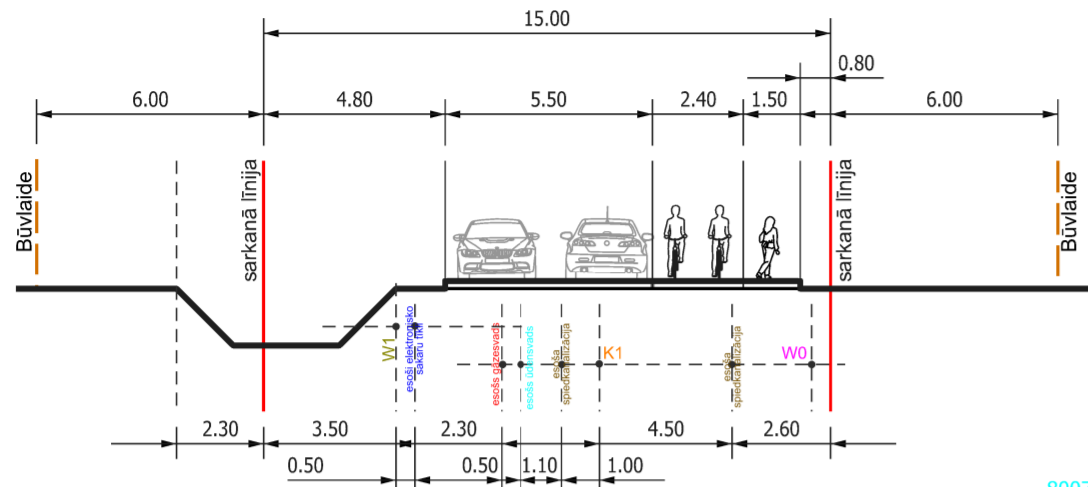 15.00
0.80
6.00
4.80
5.50
2.40
1.50
6.00
Būvlaide
sarkanā līnija
sarkanā līnija
Būvlaide
W1
esoši elektronisko
sakaru tīkli
esošs gāzesvads
esošs ūdensvads
esoša
spiedkanalizācija
K1
esoša
spiedkanalizācija
W0
2.30
3.50
2.30
4.50
2.60
0.50
0.50
1.10
1.00